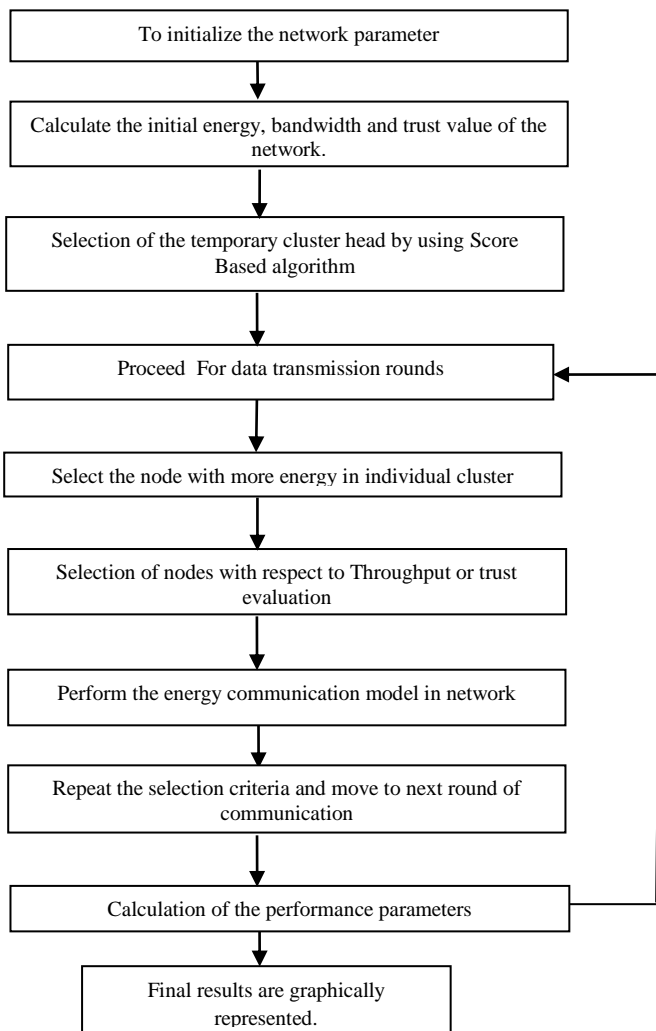 To initialize the network parameter
Calculate the initial energy, bandwidth and trust value of the
network.
Selection of the temporary cluster head by using Score
Based algorithm
Proceed For data transmission rounds
Select the node with more energy in individual cluster
Selection of nodes with respect to Throughput or trust
evaluation
Perform the energy communication model in network
Repeat the selection criteria and move to next round of
communication
Calculation of the performance parameters
Final results are graphically
represented.